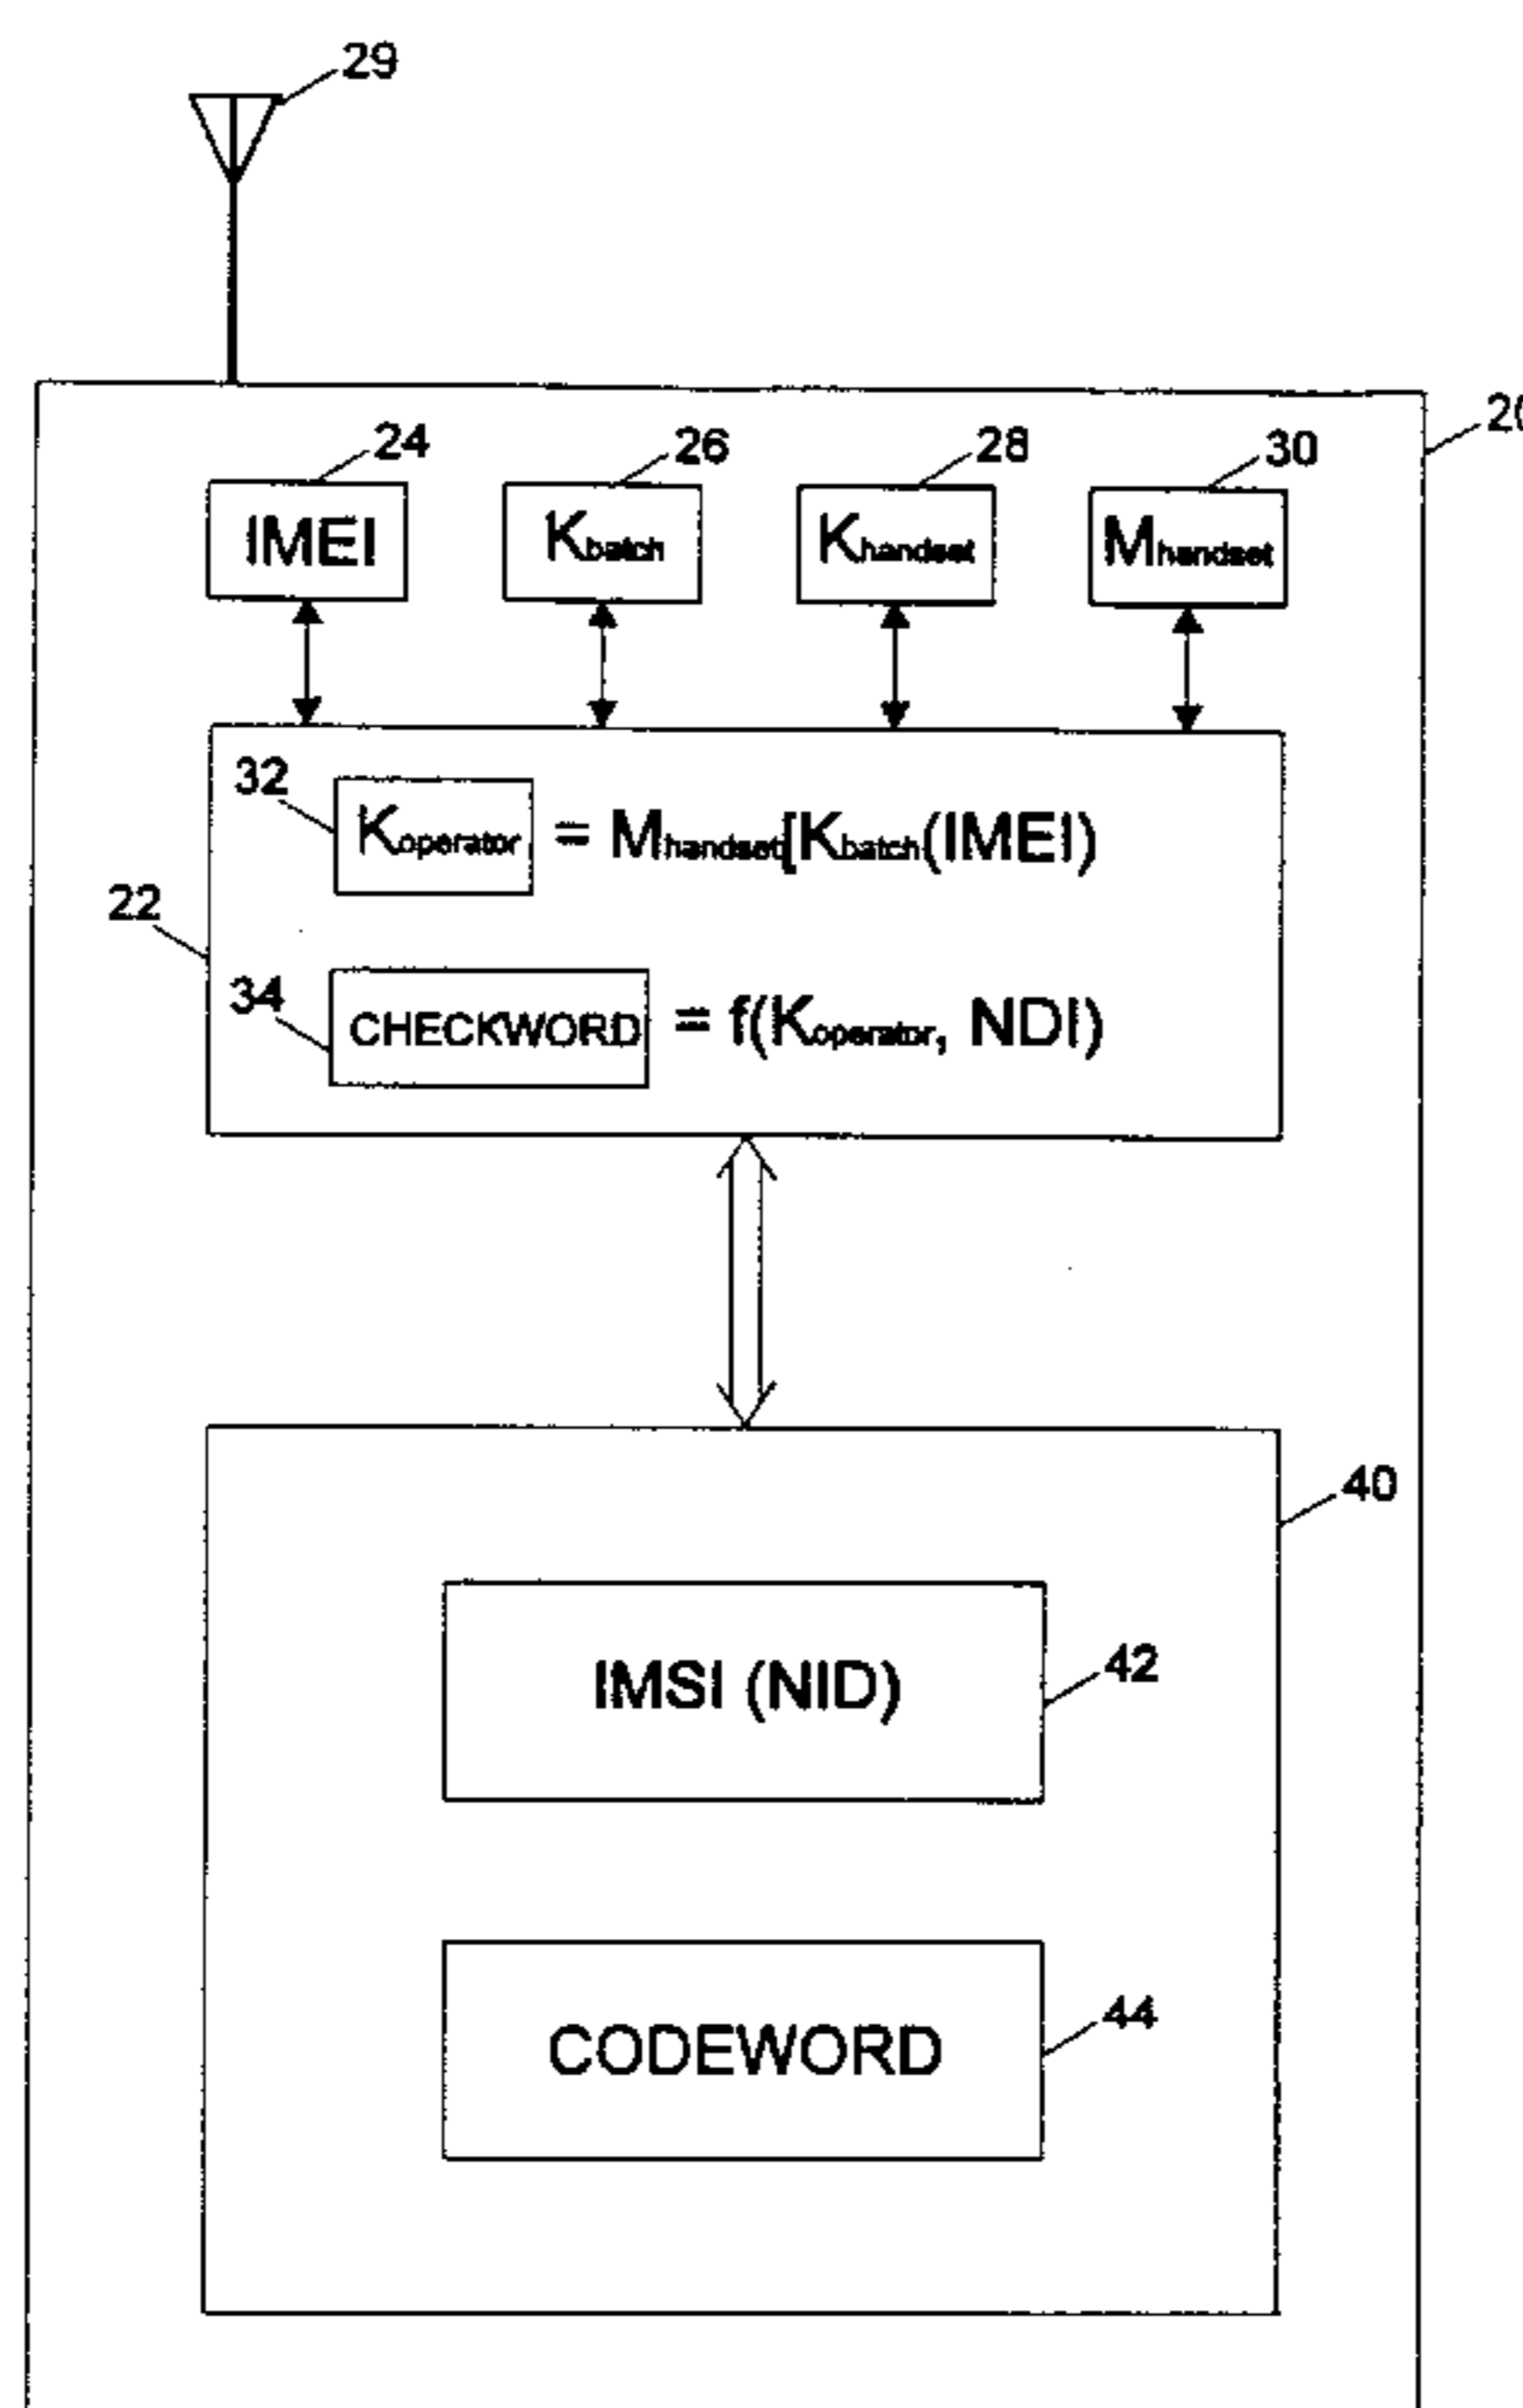 29
20
24 26 28 30
IMEI Kbatch Khandset Mhandset
32
Koperator = Mhandset[Kbatch(IMEI)
22
34
CHECKWORD = f(Koperator, NDI)
40
IMSI (NID)
42
CODEWORD
44